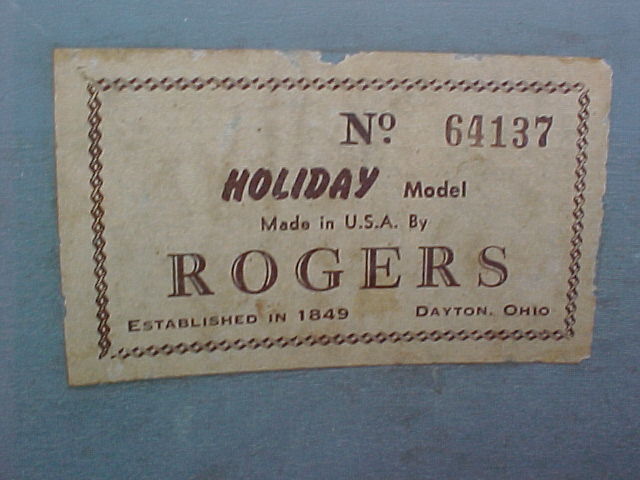 Nº 64137
HOLIDAY Model
Made in U.S.A. By
ROGERS
ESTABLISHED IN 1849 DAYTON, OHIO